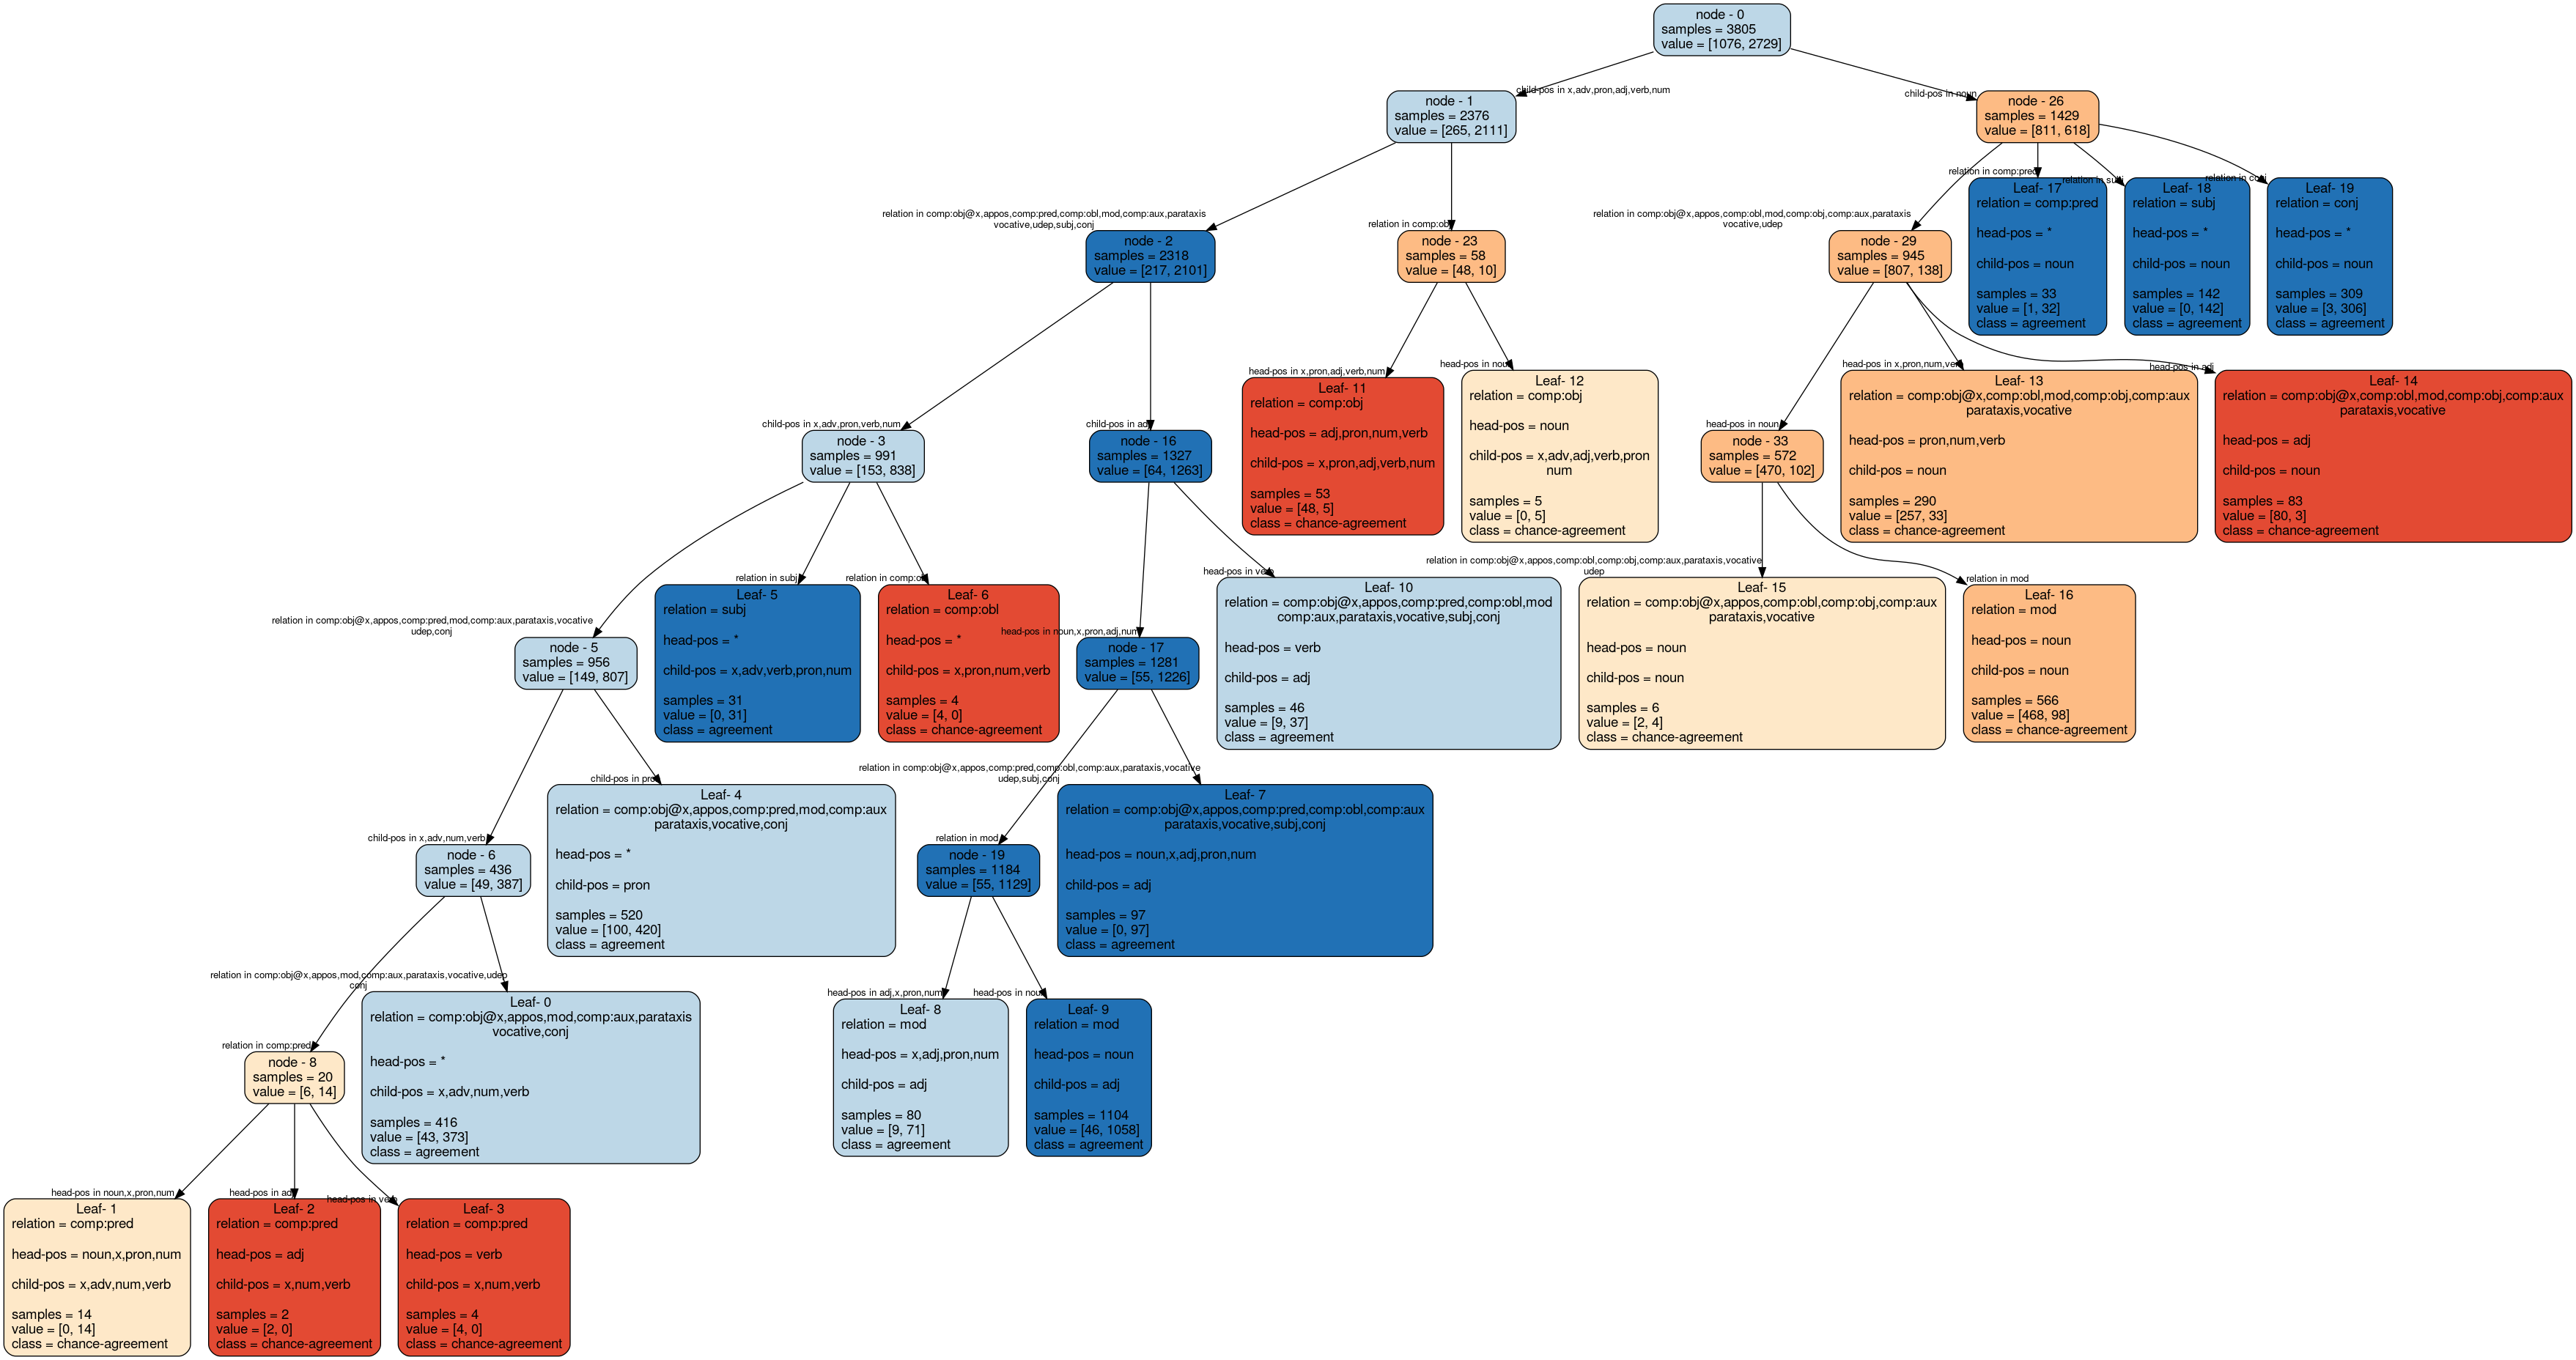 node - 0
samples = 3805
value = [1076, 2729]
child-pos in x,adv,pron,adj,verb,num
node - 1
samples = 2376
value = [265, 2111]
child-pos in noun
node - 26
samples = 1429
value = [811, 618]
relation in comp:obj@x,appos,comp:pred,comp:obl,mod,comp:aux,parataxis
vocative,udep,subj,conj
node - 2
samples = 2318
value = [217, 2101]
relation in comp:obj
node - 23
samples = 58
value = [48, 10]
relation in comp:obj@x,appos,comp:obl,mod,comp:obj,comp:aux,parataxis
vocative,udep
node - 29
samples = 945
value = [807, 138]
relation in comp:pred
Leaf- 17
relation = comp:pred
head-pos = *
child-pos = noun
samples = 33
value = [1, 32]
class = agreement
relation in subj
Leaf- 18
relation = subj
head-pos = *
child-pos = noun
samples = 142
value = [0, 142]
class = agreement
relation in conj
Leaf- 19
relation = conj
head-pos = *
child-pos = noun
samples = 309
value = [3, 306]
class = agreement
child-pos in x,adv,pron,verb,num
node - 3
samples = 991
value = [153, 838]
child-pos in adj
node - 16
samples = 1327
value = [64, 1263]
head-pos in x,pron,adj,verb,num
Leaf- 11
relation = comp:obj
head-pos = adj,pron,num,verb
child-pos = x,pron,adj,verb,num
samples = 53
value = [48, 5]
class = chance-agreement
head-pos in noun
Leaf- 12
relation = comp:obj
head-pos = noun
child-pos = x,adv,adj,verb,pron
num
samples = 5
value = [0, 5]
class = chance-agreement
head-pos in noun
node - 33
samples = 572
value = [470, 102]
head-pos in x,pron,num,verb
Leaf- 13
relation = comp:obj@x,comp:obl,mod,comp:obj,comp:aux
parataxis,vocative
head-pos = pron,num,verb
child-pos = noun
samples = 290
value = [257, 33]
class = chance-agreement
head-pos in adj
Leaf- 14
relation = comp:obj@x,comp:obl,mod,comp:obj,comp:aux
parataxis,vocative
head-pos = adj
child-pos = noun
samples = 83
value = [80, 3]
class = chance-agreement
relation in comp:obj@x,appos,comp:pred,mod,comp:aux,parataxis,vocative
udep,conj
node - 5
samples = 956
value = [149, 807]
relation in subj
Leaf- 5
relation = subj
head-pos = *
child-pos = x,adv,verb,pron,num
samples = 31
value = [0, 31]
class = agreement
relation in comp:obl
Leaf- 6
relation = comp:obl
head-pos = *
child-pos = x,pron,num,verb
samples = 4
value = [4, 0]
class = chance-agreement
head-pos in noun,x,pron,adj,num
node - 17
samples = 1281
value = [55, 1226]
head-pos in verb
Leaf- 10
relation = comp:obj@x,appos,comp:pred,comp:obl,mod
comp:aux,parataxis,vocative,subj,conj
head-pos = verb
child-pos = adj
samples = 46
value = [9, 37]
class = agreement
relation in comp:obj@x,appos,comp:obl,comp:obj,comp:aux,parataxis,vocative
udep
Leaf- 15
relation = comp:obj@x,appos,comp:obl,comp:obj,comp:aux
parataxis,vocative
head-pos = noun
child-pos = noun
samples = 6
value = [2, 4]
class = chance-agreement
relation in mod
Leaf- 16
relation = mod
head-pos = noun
child-pos = noun
samples = 566
value = [468, 98]
class = chance-agreement
child-pos in x,adv,num,verb
node - 6
samples = 436
value = [49, 387]
child-pos in pron
Leaf- 4
relation = comp:obj@x,appos,comp:pred,mod,comp:aux
parataxis,vocative,conj
head-pos = *
child-pos = pron
samples = 520
value = [100, 420]
class = agreement
relation in mod
node - 19
samples = 1184
value = [55, 1129]
relation in comp:obj@x,appos,comp:pred,comp:obl,comp:aux,parataxis,vocative
udep,subj,conj
Leaf- 7
relation = comp:obj@x,appos,comp:pred,comp:obl,comp:aux
parataxis,vocative,subj,conj
head-pos = noun,x,adj,pron,num
child-pos = adj
samples = 97
value = [0, 97]
class = agreement
relation in comp:pred
node - 8
samples = 20
value = [6, 14]
relation in comp:obj@x,appos,mod,comp:aux,parataxis,vocative,udep
conj
Leaf- 0
relation = comp:obj@x,appos,mod,comp:aux,parataxis
vocative,conj
head-pos = *
child-pos = x,adv,num,verb
samples = 416
value = [43, 373]
class = agreement
head-pos in adj,x,pron,num
Leaf- 8
relation = mod
head-pos = x,adj,pron,num
child-pos = adj
samples = 80
value = [9, 71]
class = agreement
head-pos in noun
Leaf- 9
relation = mod
head-pos = noun
child-pos = adj
samples = 1104
value = [46, 1058]
class = agreement
head-pos in noun,x,pron,num
Leaf- 1
relation = comp:pred
head-pos = noun,x,pron,num
child-pos = x,adv,num,verb
samples = 14
value = [0, 14]
class = chance-agreement
head-pos in adj
Leaf- 2
relation = comp:pred
head-pos = adj
child-pos = x,num,verb
samples = 2
value = [2, 0]
class = chance-agreement
head-pos in verb
Leaf- 3
relation = comp:pred
head-pos = verb
child-pos = x,num,verb
samples = 4
value = [4, 0]
class = chance-agreement